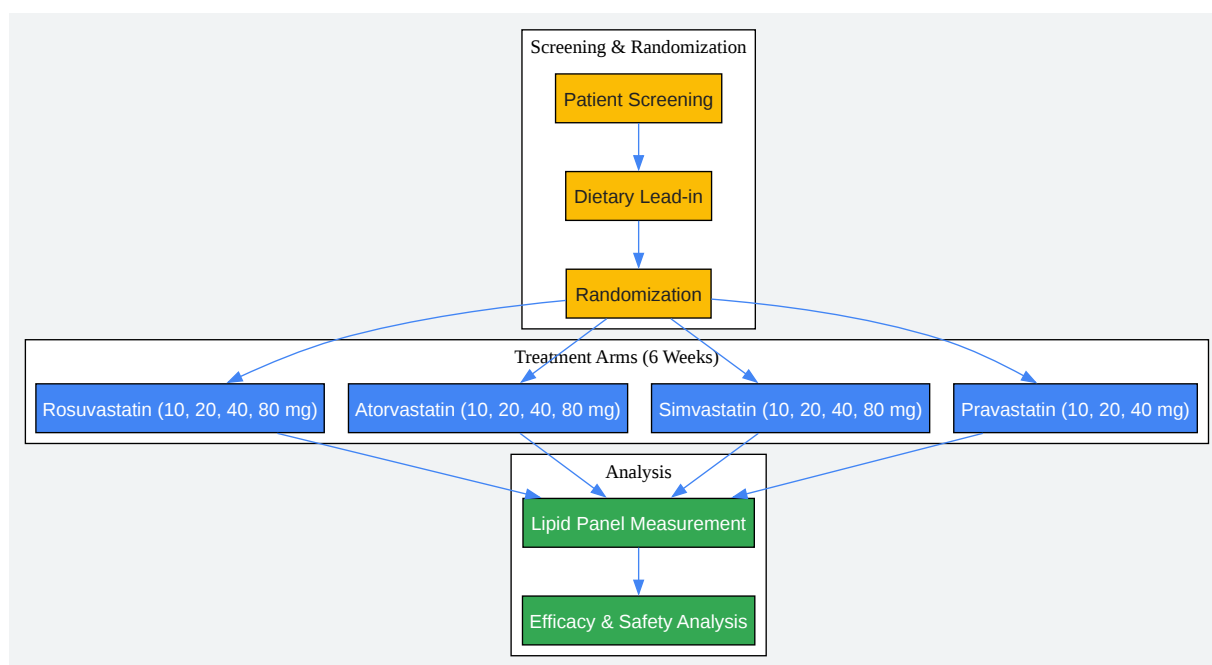 Screening & Randomization
Patient Screening
Dietary Lead-in
Randomization
Treatment Arms (6 Weeks)
Rosuvastatin (10, 20, 40, 80 mg)
Atorvastatin (10, 20, 40, 80 mg)
Simvastatin (10, 20, 40, 80 mg)
Pravastatin (10, 20, 40 mg)
Analysis
Lipid Panel Measurement
Efficacy & Safety Analysis